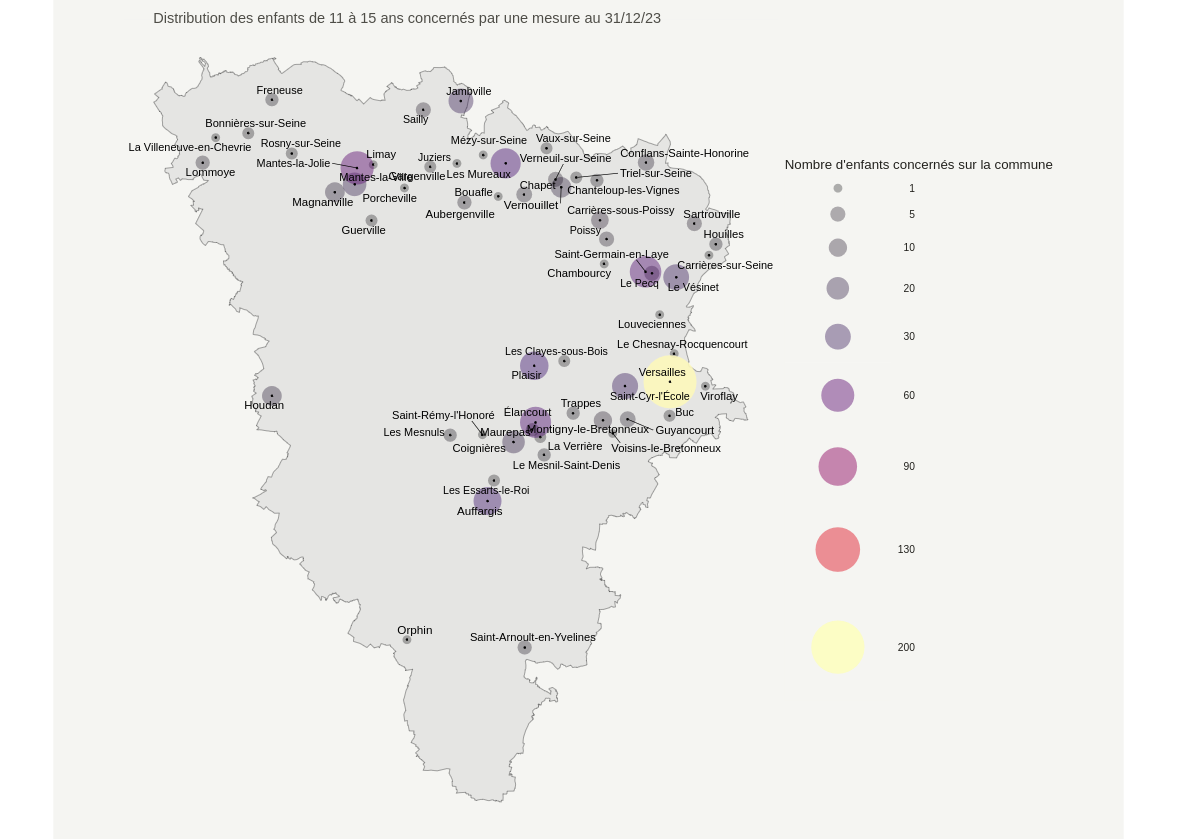 Distribution des enfants de 11 à 15 ans concernés par une mesure au 31/12/23
Freneuse
Jambville
Sailly
Bonnières-sur-Seine
La Villeneuve-en-Chevrie
Rosny-sur-Seine
Mézy-sur-Seine
Vaux-sur-Seine
Lommoye
Mantes-la-Jolie
Limay
Juziers
Verneuil-sur-Seine
Conflans-Sainte-Honorine
Mantes-la-Ville
Gargenville
Les Mureaux
Triel-sur-Seine
Magnanville
Porcheville
Bouafle
Chapet
Chanteloup-les-Vignes
Aubergenville
Vernouillet
Carrières-sous-Poissy
Sartrouville
Guerville
Poissy
Houilles
Saint-Germain-en-Laye
Carrières-sur-Seine
Chambourcy
Le Pecq
Le Vésinet
Louveciennes
Le Chesnay-Rocquencourt
Les Clayes-sous-Bois
Plaisir
Versailles
Saint-Cyr-l'École
Viroflay
Houdan
Trappes
Saint-Rémy-l'Honoré
Élancourt
Buc
Les Mesnuls
Maurepas
Montigny-le-Bretonneux
Guyancourt
Coignières
La Verrière
Voisins-le-Bretonneux
Le Mesnil-Saint-Denis
Les Essarts-le-Roi
Auffargis
Orphin
Saint-Arnoult-en-Yvelines
Nombre d'enfants concernés sur la commune
1
5
10
20
30
60
90
130
200